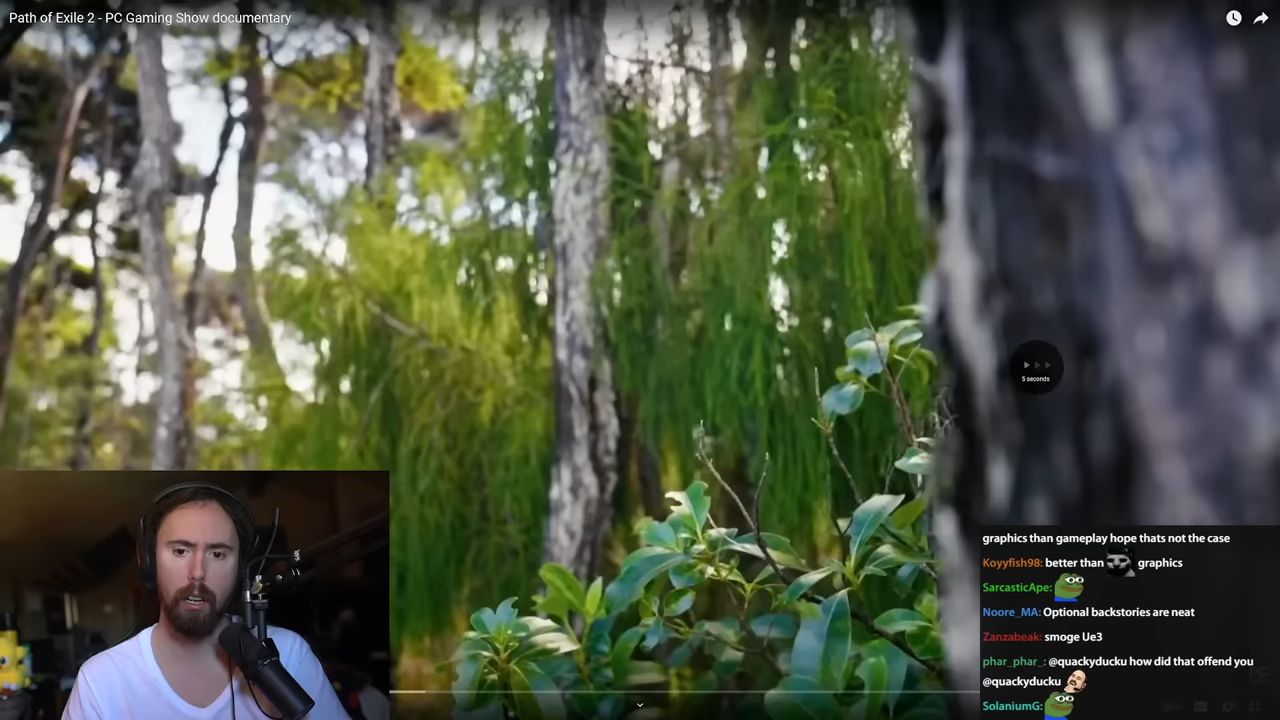 Path of Exile 2 - PC Gaming Show documentary
5 seconds
graphics than gameplay hope thats not the case
Koyyfish98: better than graphics
SarcasticApe:
Noore_MA: Optional backstories are neat
Zanzabeak: smoge Ue3
phar_phar_: @quackyducku how did that offend you
@quackyducku
SolaniumG: